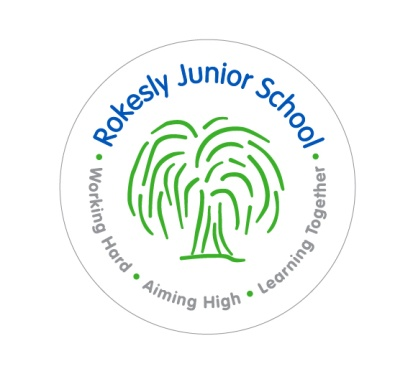 Rokesly Junior School
• Working Hard • Aiming High • Learning Together •